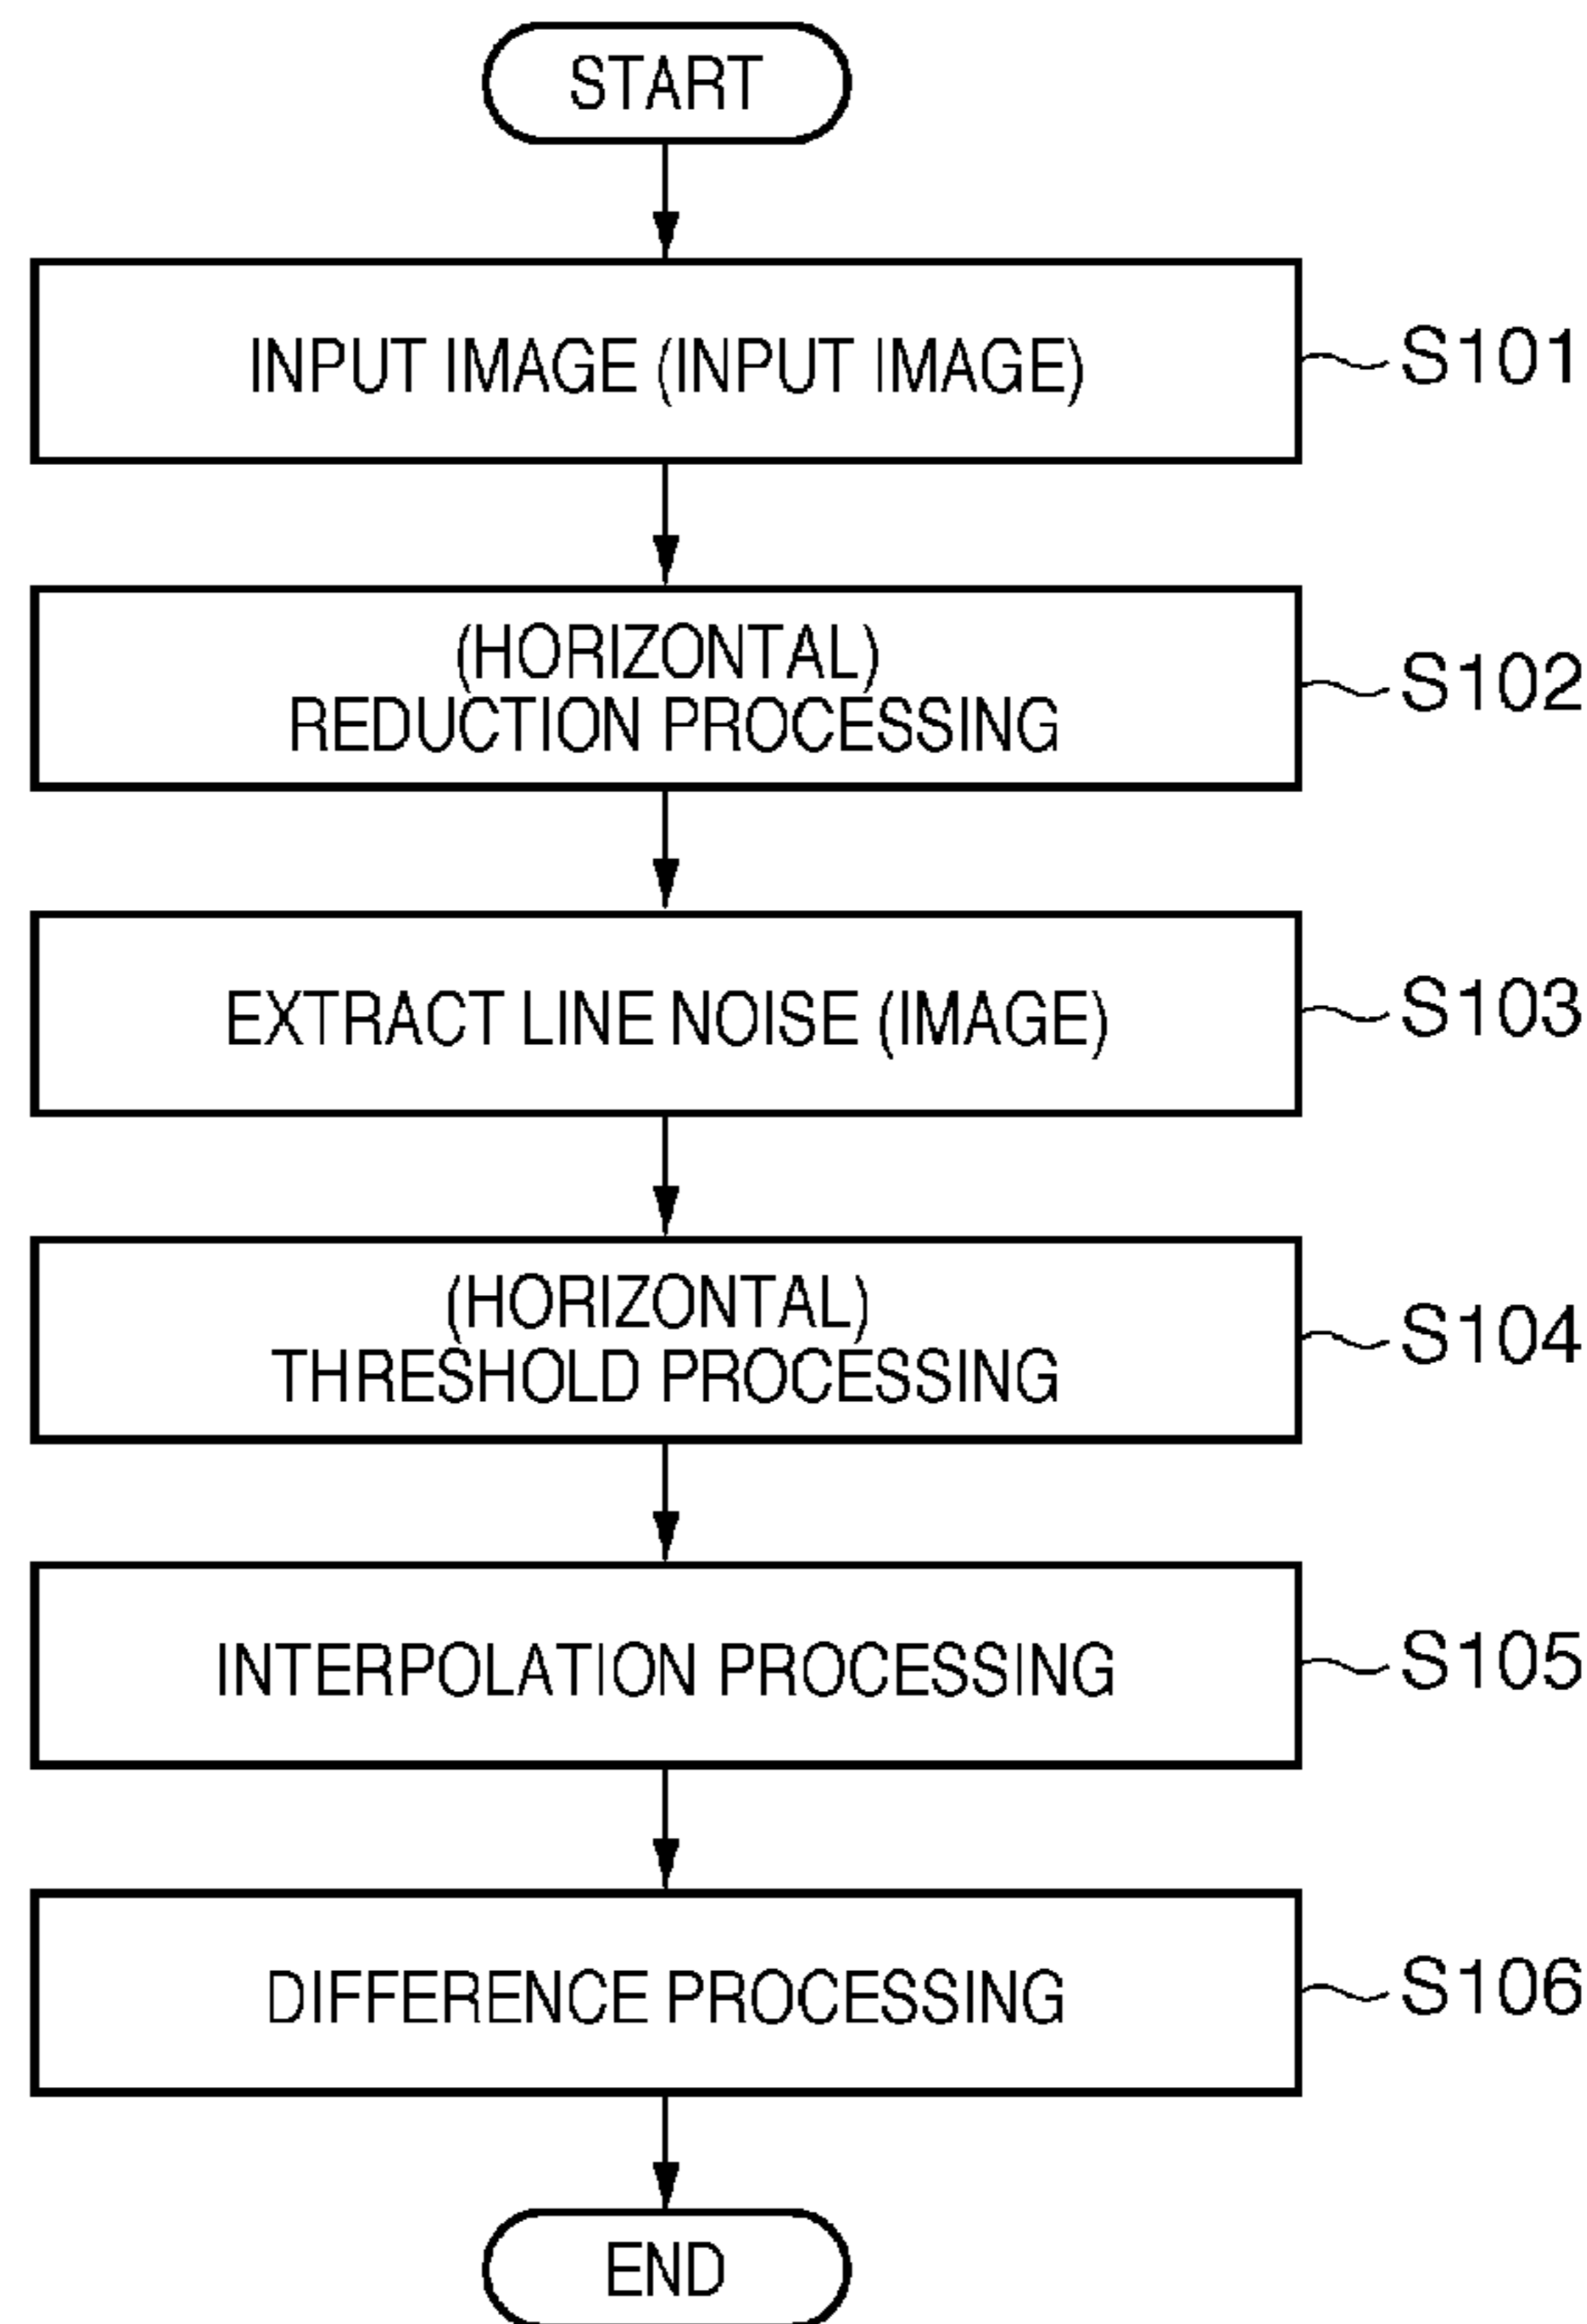 START
INPUT IMAGE (INPUT IMAGE)
S101
(HORIZONTAL)
REDUCTION PROCESSING
S102
EXTRACT LINE NOISE (IMAGE)
S103
(HORIZONTAL)
THRESHOLD PROCESSING
S104
INTERPOLATION PROCESSING
S105
DIFFERENCE PROCESSING
S106
END